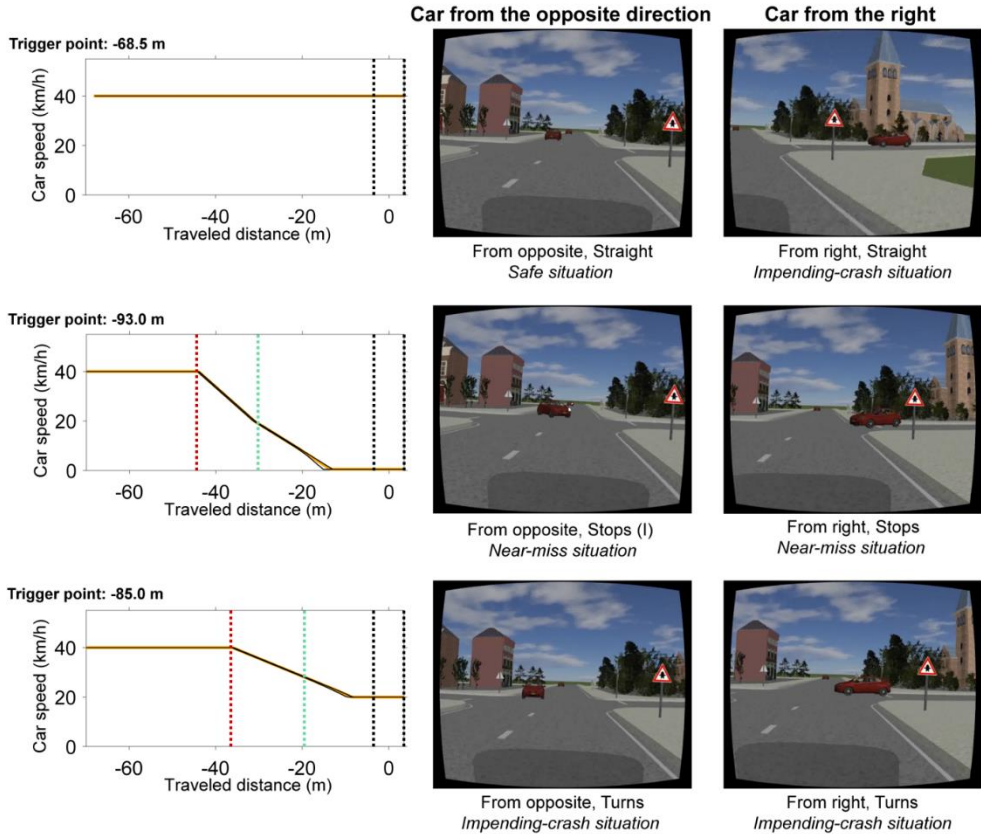 Car from the opposite direction
Car from the right
Trigger point: -68.5 m
Car speed (km/h)
40
20
0
-60
-40
-20
0
Traveled distance (m)
From opposite, Straight
Safe situation
From right, Straight
Impending-crash situation
Trigger point: -93.0 m
Car speed (km/h)
40
20
0
-60
-40
-20
0
Traveled distance (m)
From opposite, Stops (I)
Near-miss situation
From right, Stops
Near-miss situation
Trigger point: -85.0 m
Car speed (km/h)
40
20
0
-60
-40
-20
0
Traveled distance (m)
From opposite, Turns
Impending-crash situation
From right, Turns
Impending-crash situation